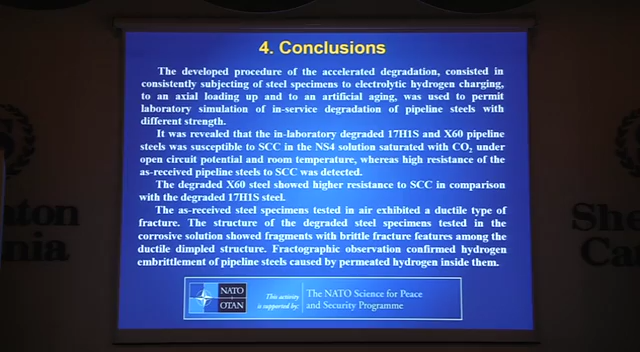 4. Conclusions
The developed procedure of the accelerated degradation, consisted in
consistently subjecting of steel specimens to electrolytic hydrogen charging,
to an axial loading up and to an artificial aging, was used to permit
laboratory simulation of in-service degradation of pipeline steels with
different strength.
It was revealed that the in-laboratory degraded 17H1S and X60 pipeline
steels was susceptible to SCC in the NS4 solution saturated with CO2 under
open circuit potential and room temperature, whereas high resistance of the
as-received pipeline steels to SCC was detected.
The degraded X60 steel showed higher resistance to SCC in comparison
with the degraded 17H1S steel.
The as-received steel specimens tested in air exhibited a ductile type of
fracture. The structure of the degraded steel specimens tested in the
corrosive solution showed fragments with brittle fracture features among the
ductile dimpled structure. Fractographic observation confirmed hydrogen
embrittlement of pipeline steels caused by permeated hydrogen inside them.
NATO
OTAN
This activity
is supported by:
The NATO Science for Peace
and Security Programme
aton
nia
She
Cat